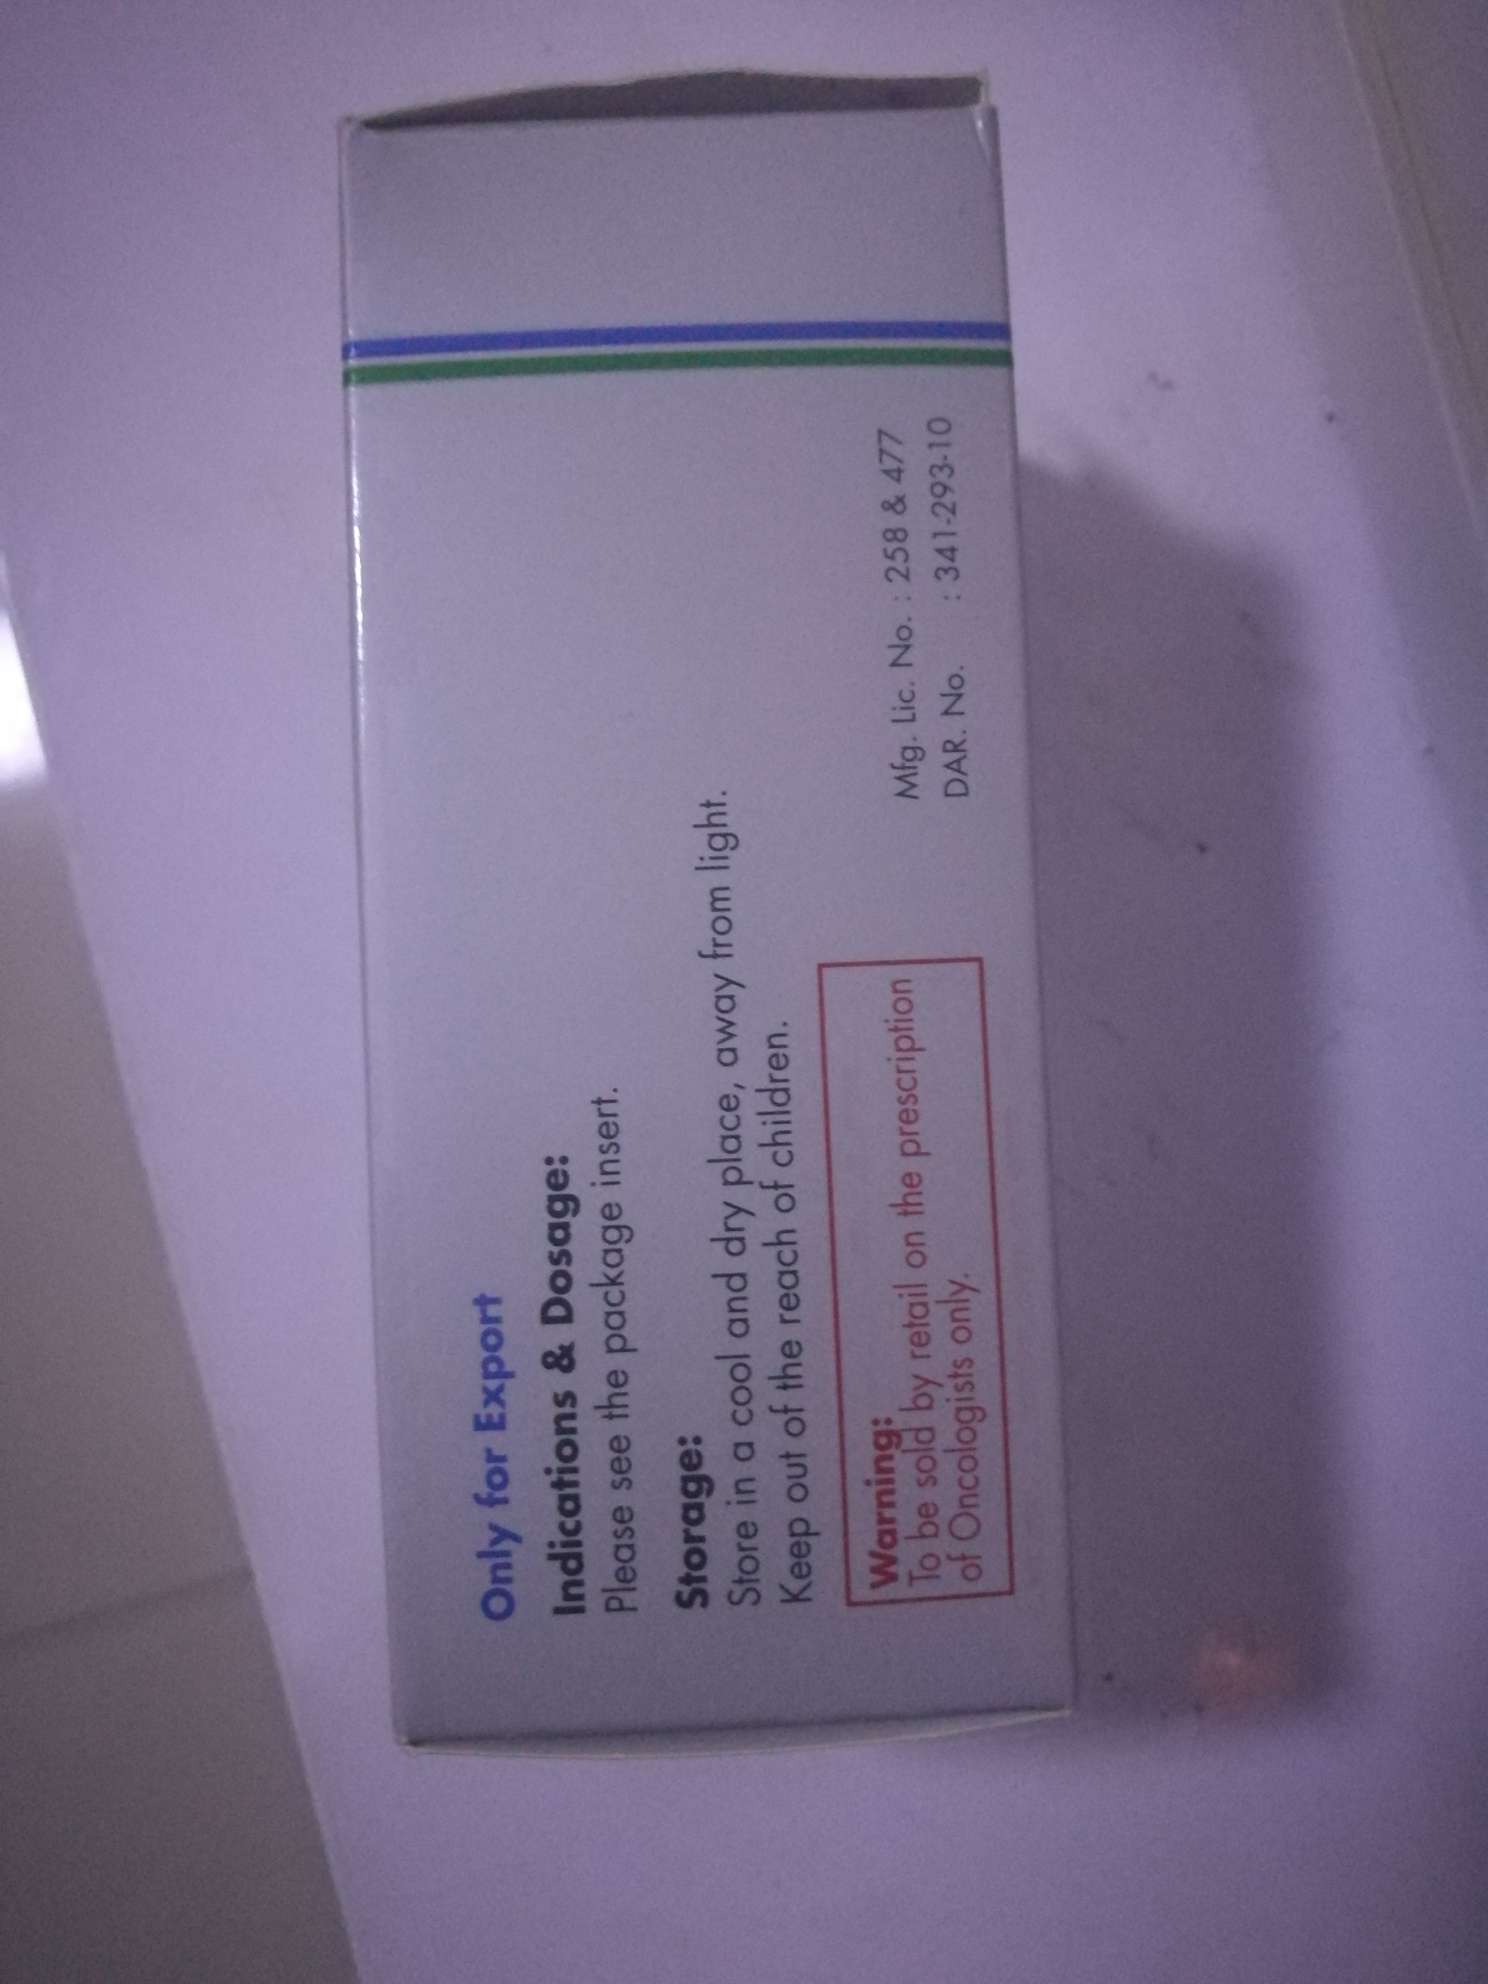 Only for Export
Indications & Dosage:
Please see the package insert.
Storage:
Store in a cool and dry place, away from light.
Keep out of the reach of children.
Warning:
To be sold by retail on the prescription
of Oncologists only.
Mfg. Lic. No. : 258 & 477
DAR. No. : 341-293-10